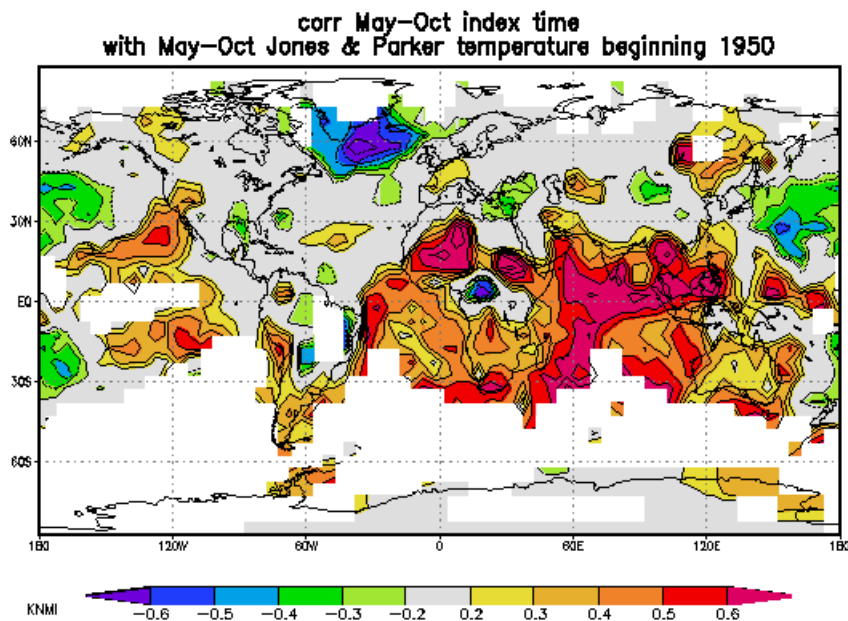 corr May-Oct index time
with May-Oct Jones & Parker temperature beginning 1950
60N
30N
EQ
30S
60S
180 120W 60W 0 60E 120E 180
KNMI -0.6 -0.5 -0.4 -0.3 -0.2 0.2 0.3 0.4 0.5 0.6